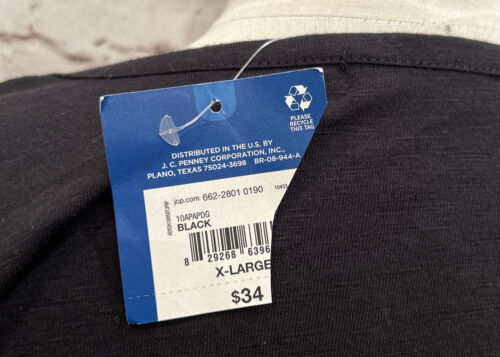 PLEASE
RECYCLE
THIS TAG
DISTRIBUTED IN THE U.S. BY
J. C. PENNEY CORPORATION, INC.,
PLANO, TEXAS 75024-3698 BR-08-944-A
jcp.com 662-2801 0190 10433
10APAPDG
BLACK
8 29268 6396
X-LARGE
$34